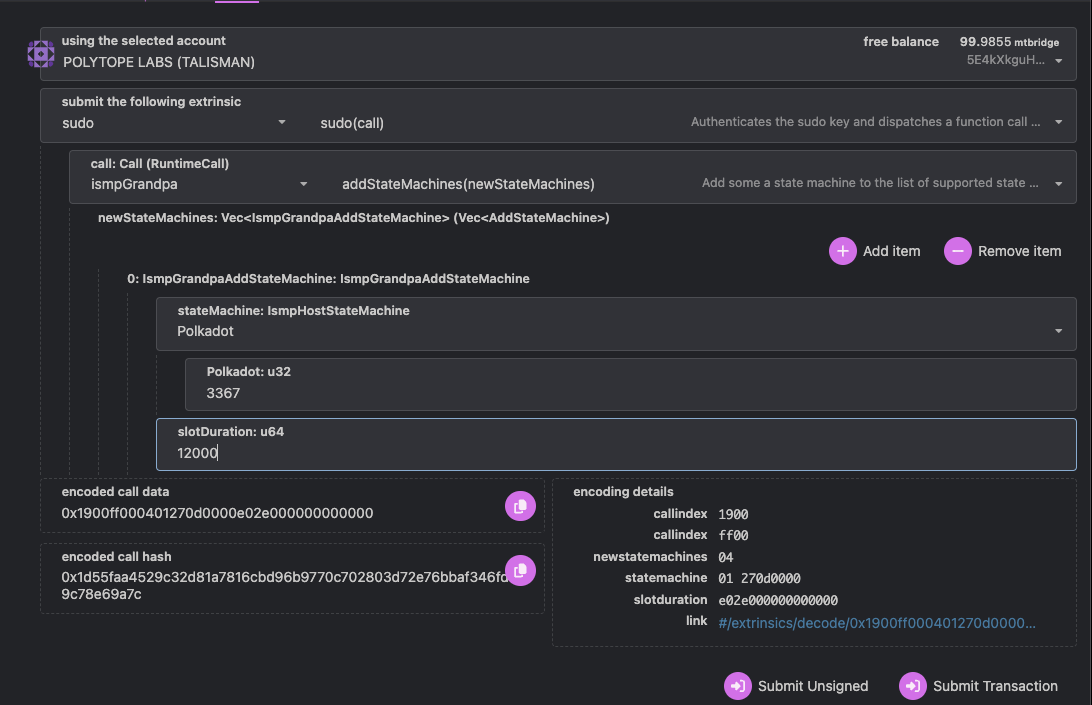 using the selected account
POLYTOPE LABS (TALISMAN)
free balance 99.9855 mtbridge
5E4kXkguH...
submit the following extrinsic
sudo sudo(call) Authenticates the sudo key and dispatches a function call ...
call: Call (RuntimeCall)
ismpGrandpa addStateMachines(newStateMachines) Add some a state machine to the list of supported state ...
newStateMachines: Vec<IsmpGrandpaAddStateMachine> (Vec<AddStateMachine>)
Add item Remove item
0: IsmpGrandpaAddStateMachine: IsmpGrandpaAddStateMachine
stateMachine: IsmpHostStateMachine
Polkadot
Polkadot: u32
3367
slotDuration: u64
12000
encoded call data
0x1900ff000401270d0000e02e000000000000
encoded call hash
0x1d55faa4529c32d81a7816cbd96b9770c702803d72e76bbaf346fd
9c78e69a7c
encoding details
callindex 1900
callindex ff00
newstatemachines 04
statemachine 01 270d0000
slotduration e02e000000000000
link #/extrinsics/decode/0x1900ff000401270d0000...
Submit Unsigned Submit Transaction